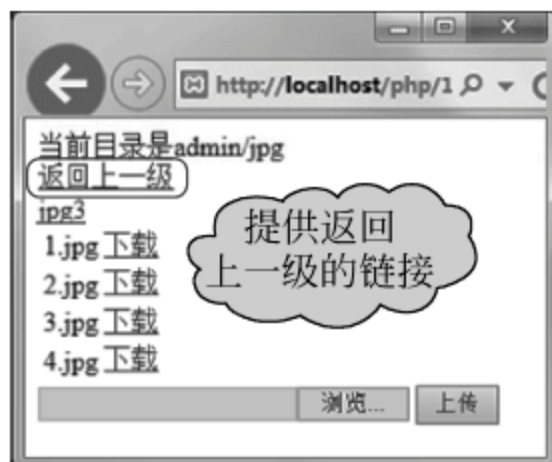 http://localhost/php/1
当前目录是admin/jpg
返回上一级
jpg3
1.jpg 下载
2.jpg 下载
3.jpg 下载
4.jpg 下载
提供返回
上一级的链接
浏览... 上传